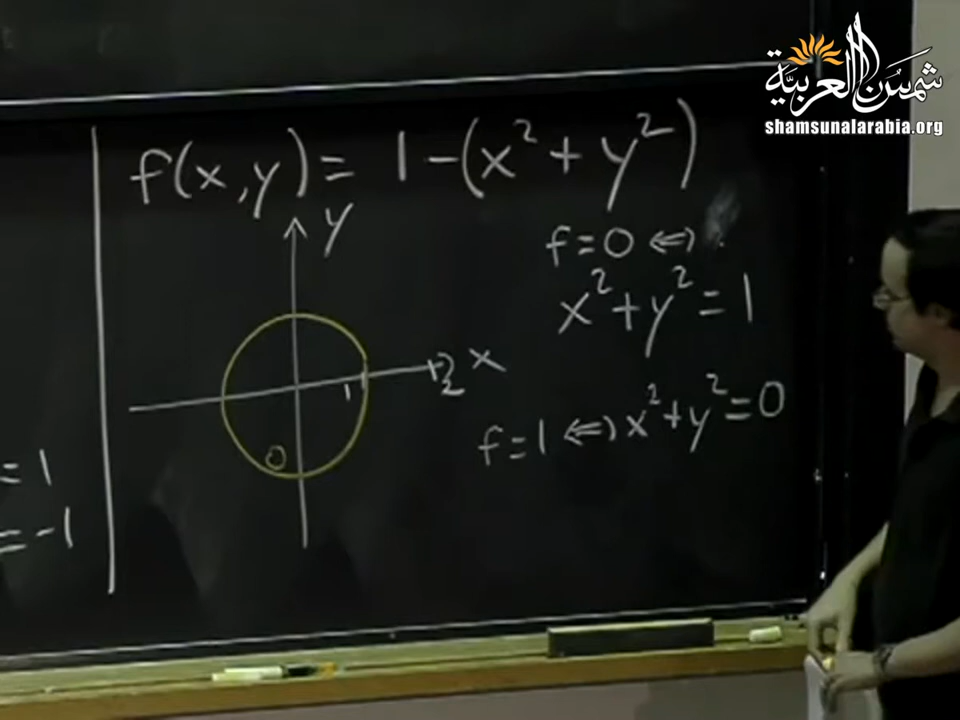 شمس العربية
shamsunalarabia.org
f(x,y) = 1-(x²+y²)
y
f=0 ⇔
x²+y²=1
x
1
2
f=1 ⇔ x²+y²=0
0
=1
=-1